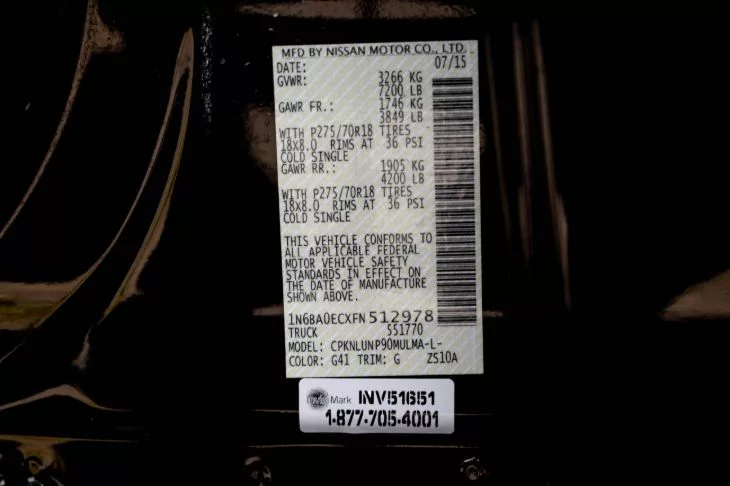 MFD BY NISSAN MOTOR CO., LTD.
DATE: 07/15
GVWR: 3266 KG
7200 LB
GAWR FR.: 1746 KG
3849 LB
WITH P275/70R18 TIRES
18X8.0 RIMS AT 36 PSI
COLD SINGLE
GAWR RR.: 1905 KG
4200 LB
WITH P275/70R18 TIRES
18X8.0 RIMS AT 36 PSI
COLD SINGLE
THIS VEHICLE CONFORMS TO
ALL APPLICABLE FEDERAL
MOTOR VEHICLE SAFETY
STANDARDS IN EFFECT ON
THE DATE OF MANUFACTURE
SHOWN ABOVE.
1N6BA0ECXFN512978
TRUCK 551770
MODEL: CPKNLUNP90MULMA-L-
COLOR: G41 TRIM: G ZS10A
Mark INV51651
1-877-705-4001